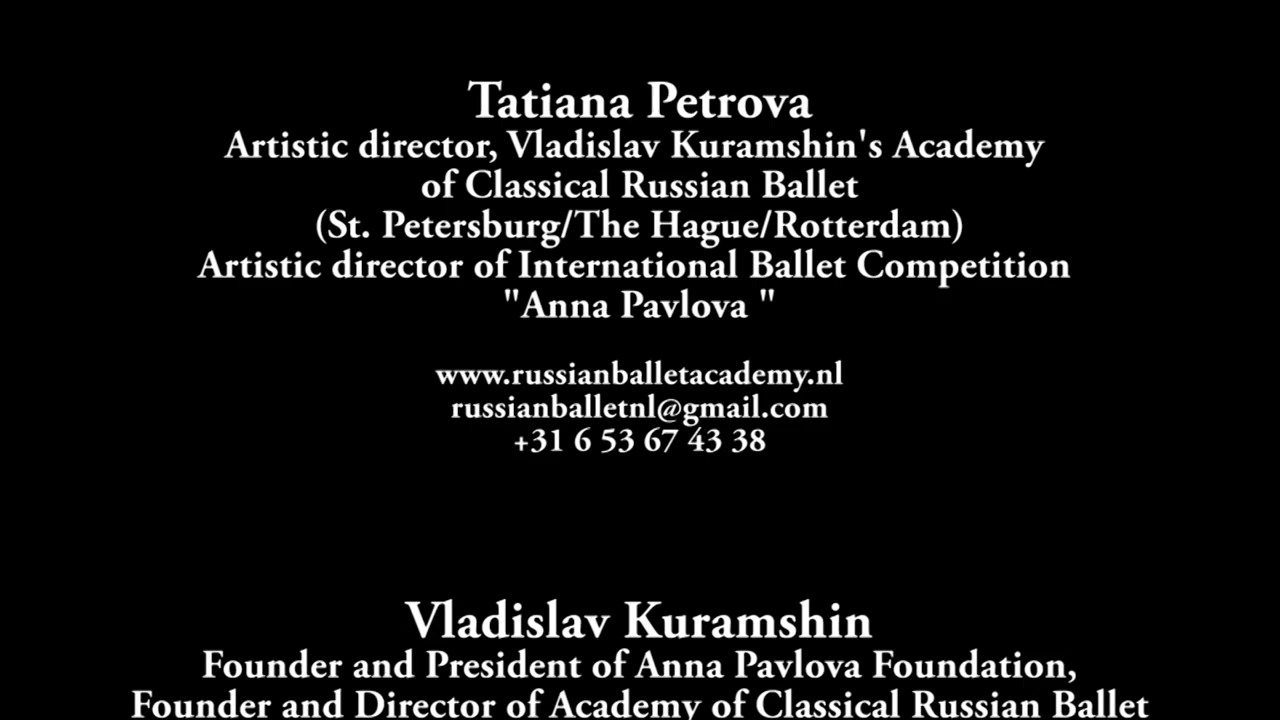 Tatiana Petrova
Artistic director, Vladislav Kuramshin's Academy
of Classical Russian Ballet
(St. Petersburg/The Hague/Rotterdam)
Artistic director of International Ballet Competition
"Anna Pavlova "
www.russianballetacademy.nl
russianballetnl@gmail.com
+31 6 53 67 43 38
Vladislav Kuramshin
Founder and President of Anna Pavlova Foundation,
Founder and Director of Academy of Classical Russian Ballet